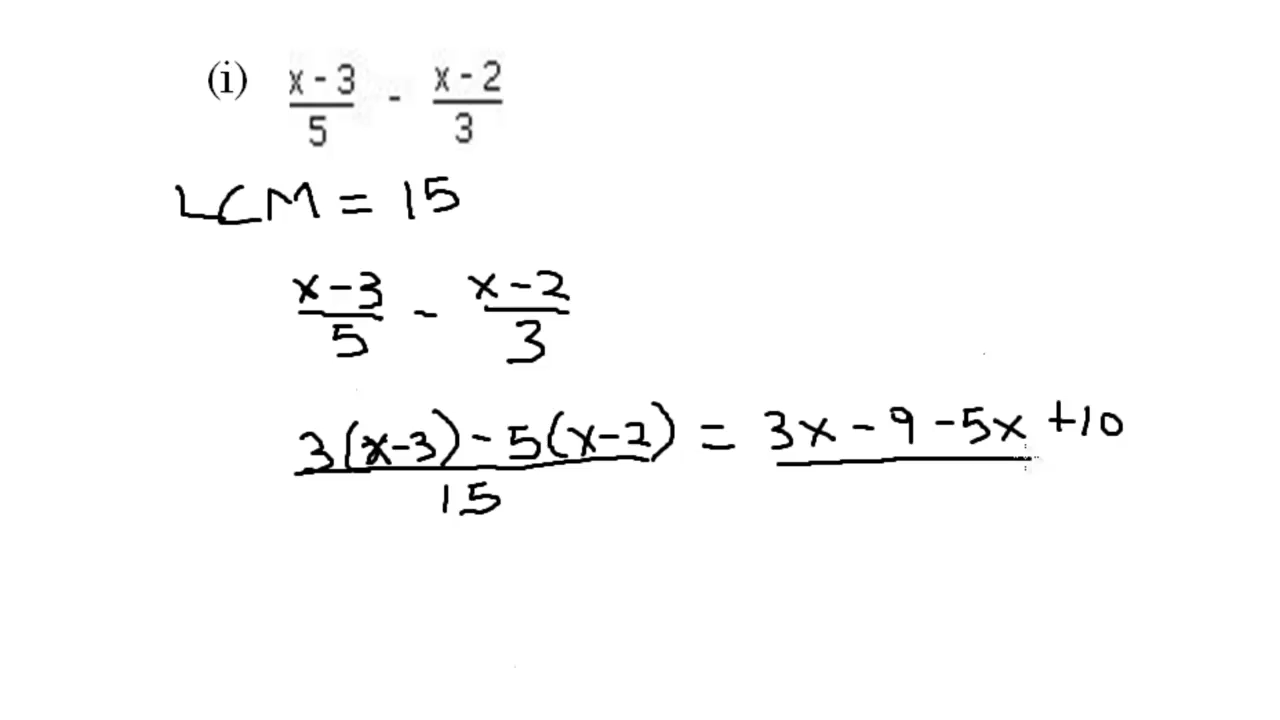 (i) x - 3 / 5 - x - 2 / 3
LCM = 15
x - 3 / 5 - x - 2 / 3
3(x-3) - 5(x-2) / 15 = 3x - 9 - 5x + 10